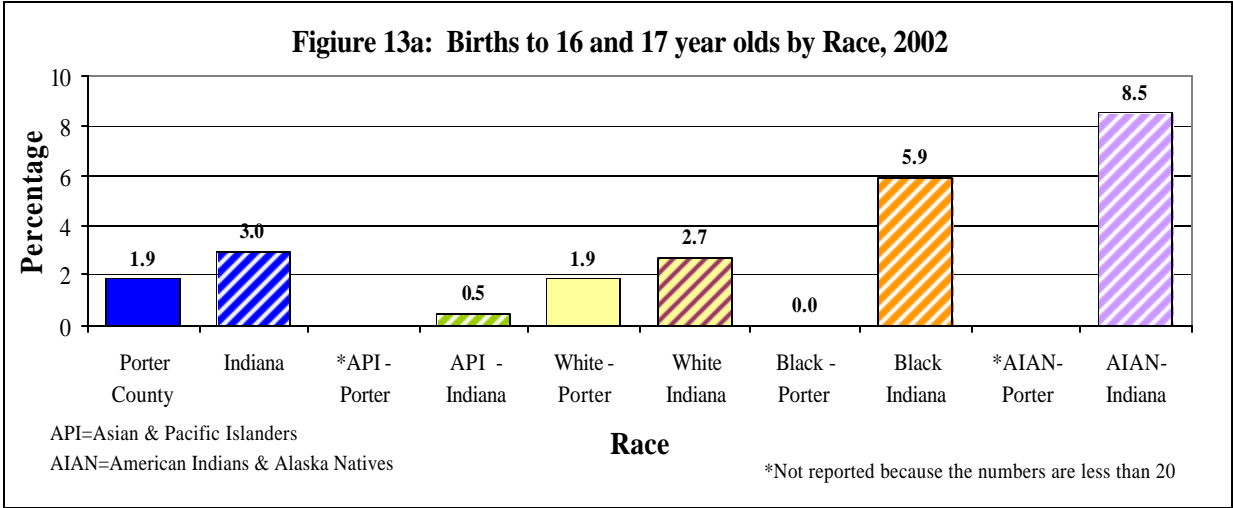 Figiure 13a: Births to 16 and 17 year olds by Race, 2002
Percentage
10
8
6
4
2
0
1.9
3.0
0.5
1.9
2.7
0.0
5.9
8.5
Porter County
Indiana
*API - Porter
API - Indiana
White - Porter
White Indiana
Black - Porter
Black Indiana
*AIAN- Porter
AIAN- Indiana
Race
API=Asian & Pacific Islanders
AIAN=American Indians & Alaska Natives
*Not reported because the numbers are less than 20